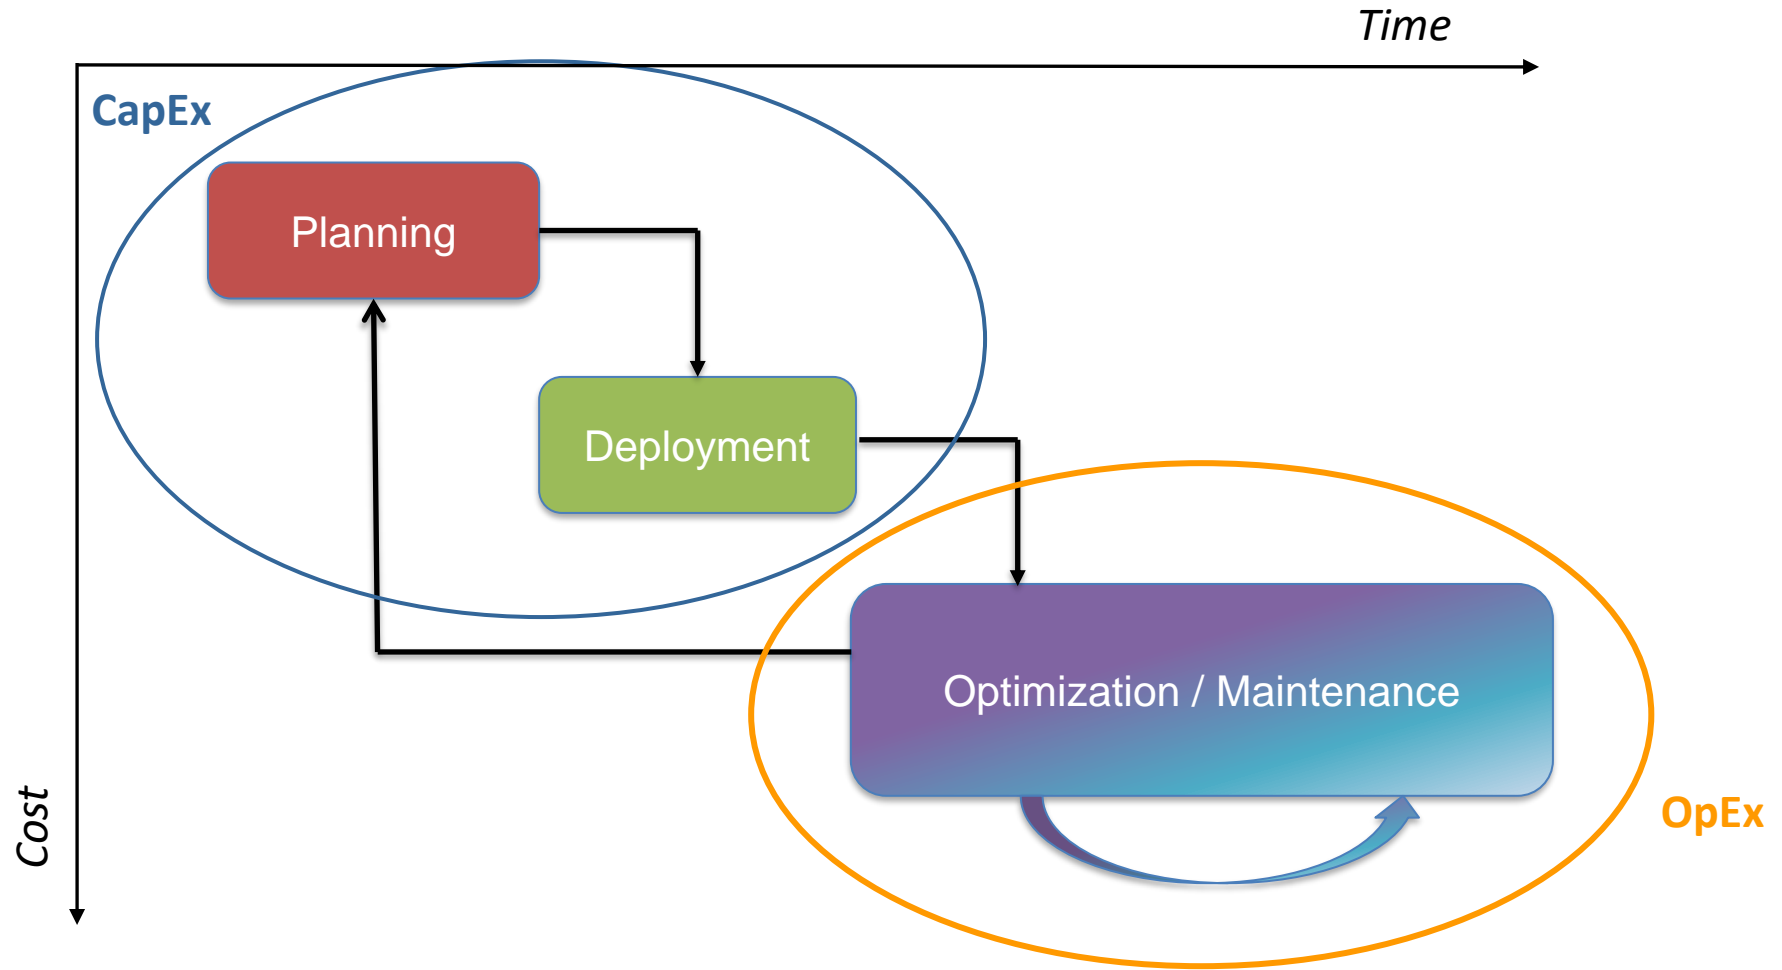 Time
CapEx
Planning
Deployment
Optimization / Maintenance
Cost
OpEx